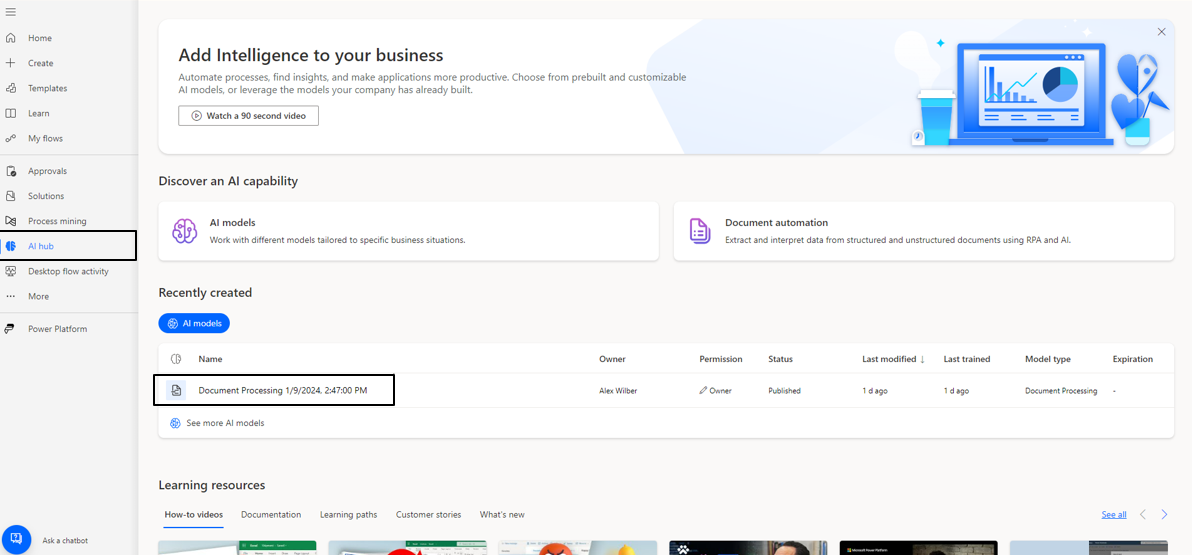 Home
Create
Templates
Learn
My flows
Approvals
Solutions
Process mining
AI hub
Desktop flow activity
More
Power Platform
Ask a chatbot
Add Intelligence to your business
Automate processes, find insights, and make applications more productive. Choose from prebuilt and customizable
AI models, or leverage the models your company has already built.
Watch a 90 second video
Discover an AI capability
AI models
Work with different models tailored to specific business situations.
Document automation
Extract and interpret data from structured and unstructured documents using RPA and AI.
Recently created
AI models
Name Owner Permission Status Last modified ↓ Last trained Model type Expiration
Document Processing 1/9/2024, 2:47:00 PM Alex Wilber Owner Published 1 d ago 1 d ago Document Processing -
See more AI models
Learning resources
How-to videos Documentation Learning paths Customer stories What's new See all